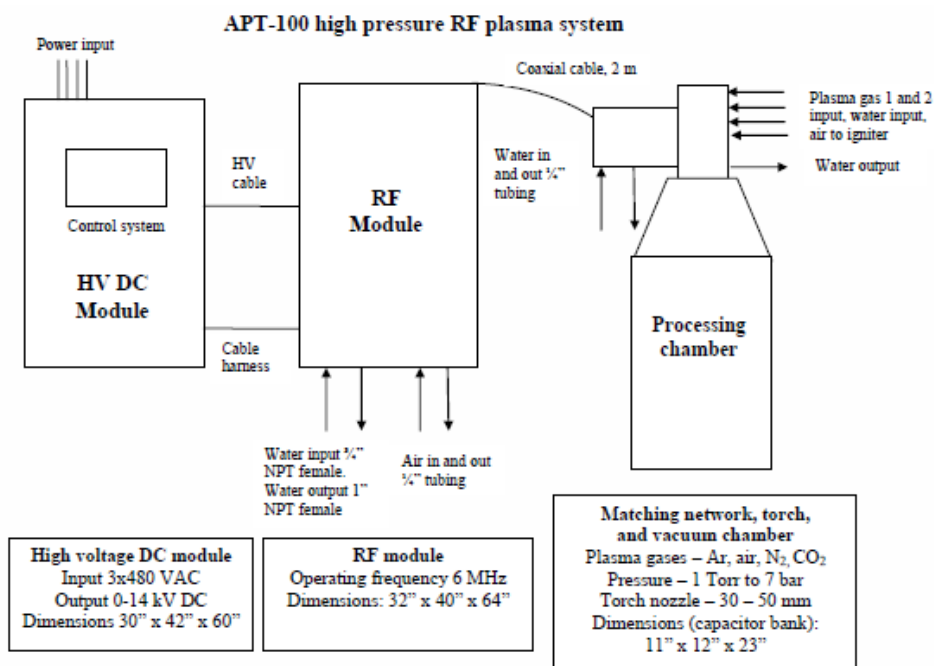 APT-100 high pressure RF plasma system
Power input
Coaxial cable, 2 m
Plasma gas 1 and 2
input, water input,
air to igniter
Water output
HV
cable
Water in
and out ¼”
tubing
RF
Module
Control system
HV DC
Module
Processing
chamber
Cable
harness
Water input ¾”
NPT female.
Water output 1”
NPT female
Air in and out
¼” tubing
High voltage DC module
Input 3x480 VAC
Output 0-14 kV DC
Dimensions 30” x 42” x 60”
RF module
Operating frequency 6 MHz
Dimensions: 32” x 40” x 64”
Matching network, torch,
and vacuum chamber
Plasma gases – Ar, air, N₂, CO₂
Pressure – 1 Torr to 7 bar
Torch nozzle – 30 – 50 mm
Dimensions (capacitor bank):
11” x 12” x 23”